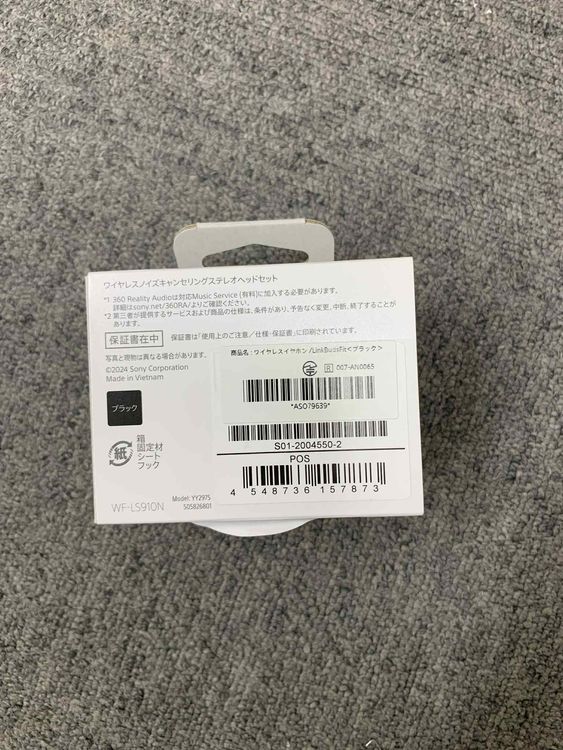 ワイヤレスノイズキャンセリングステレオヘッドセット
*1 360 Reality Audioは対応Music Service (有料)に加入する必要があります。
詳細はsony.net/360RA/よりご確認ください。
*2 第三者が提供するサービスおよび商品の仕様は、条件があり、予告なく変更、中断、終了することが
あります。
保証書在中 保証書は「使用上のご注意/仕様・保証書」に印刷されています。
写真と現物は異なる場合があります。
©2024 Sony Corporation
Made in Vietnam
商品名:ワイヤレスイヤホン/LinkBudsFit<ブラック>
R 007-AN0065
*ASO79639*
ブラック
S01-2004550-2
POS
紙
箱
固定材
シート
フック
4 548736 157873
WF-LS910N
Model: YY2975
505826801